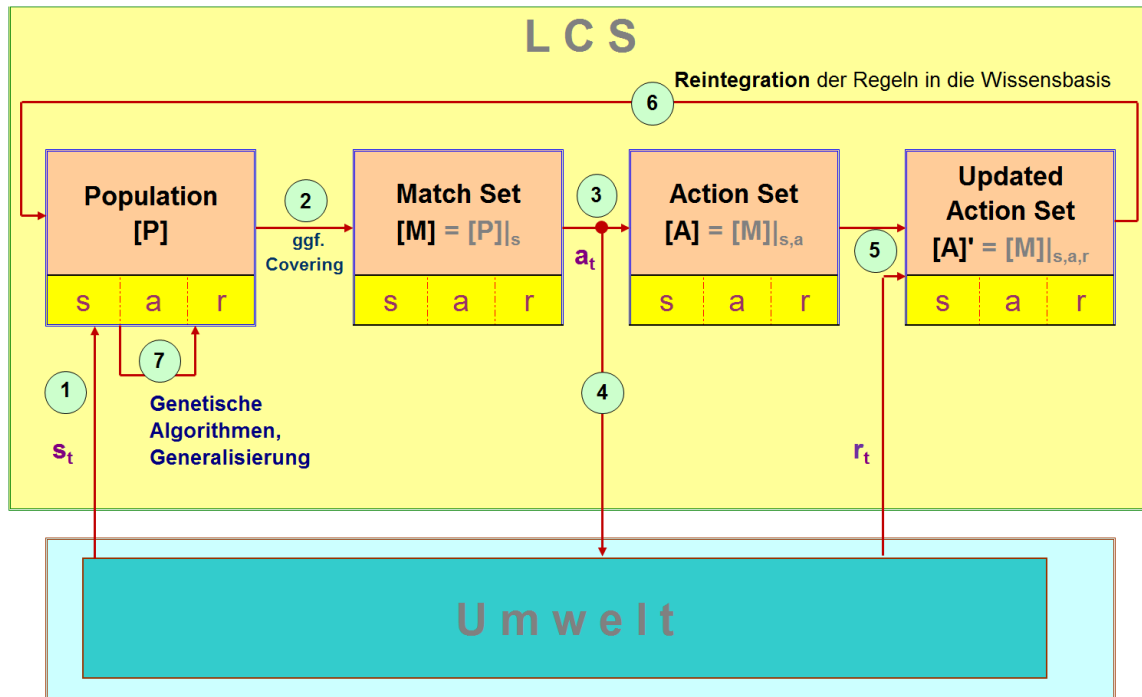 L C S
Reintegration der Regeln in die Wissensbasis
6
Population
[P]
s a r
2
ggf.
Covering
Match Set
[M] = [P]|s
s a r
3
at
Action Set
[A] = [M]|s,a
s a r
5
Updated
Action Set
[A]' = [M]|s,a,r
s a r
7
1
4
Genetische
Algorithmen,
Generalisierung
st
rt
U m w e l t